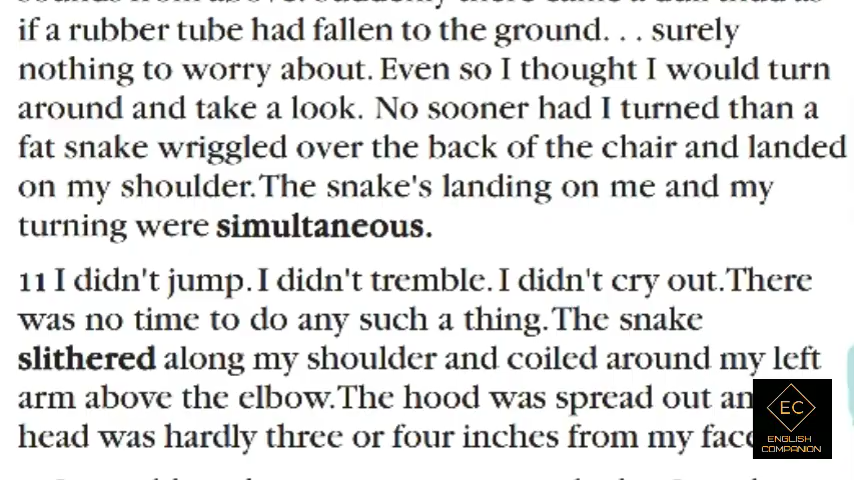 if a rubber tube had fallen to the ground. . . surely
nothing to worry about. Even so I thought I would turn
around and take a look. No sooner had I turned than a
fat snake wriggled over the back of the chair and landed
on my shoulder.The snake's landing on me and my
turning were simultaneous.
11 I didn't jump. I didn't tremble. I didn't cry out.There
was no time to do any such a thing.The snake
slithered along my shoulder and coiled around my left
arm above the elbow.The hood was spread out an
head was hardly three or four inches from my face
EC
ENGLISH
COMPANION